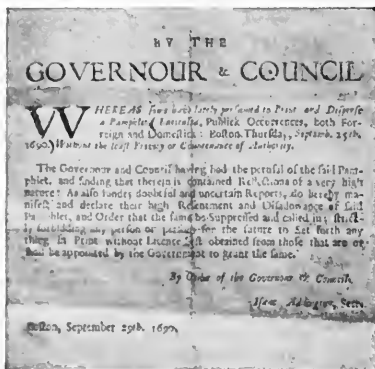 BY THE
GOVERNOUR & COUNCIL
WHEREAS some have lately presumed to Print and Disperse
a Pamphlet, Entituled, Publick Occurrences, both For-
reign and Domestick: Boston, Thursday, Septemb. 25th.
1690. Without the least Privity or Countenance of Authority.
The Governour and Council having had the perusal of the said Pam-
phlet, and finding that therein is contained Reflections of a very high
nature: As also sundry doubtful and uncertain Reports, do hereby ma-
nifest and declare their high Resentment and Disallowance of said
Pamphlet, and Order that the same be Suppressed and called in; strict-
ly forbidding any person or persons for the future to Set forth any
thing in Print without Licence first obtained from those that are or
shall be appointed by the Government to grant the same.
By Order of the Governour & Council.
Isaac Addington, Secr.
Boston, September 29th. 1690.